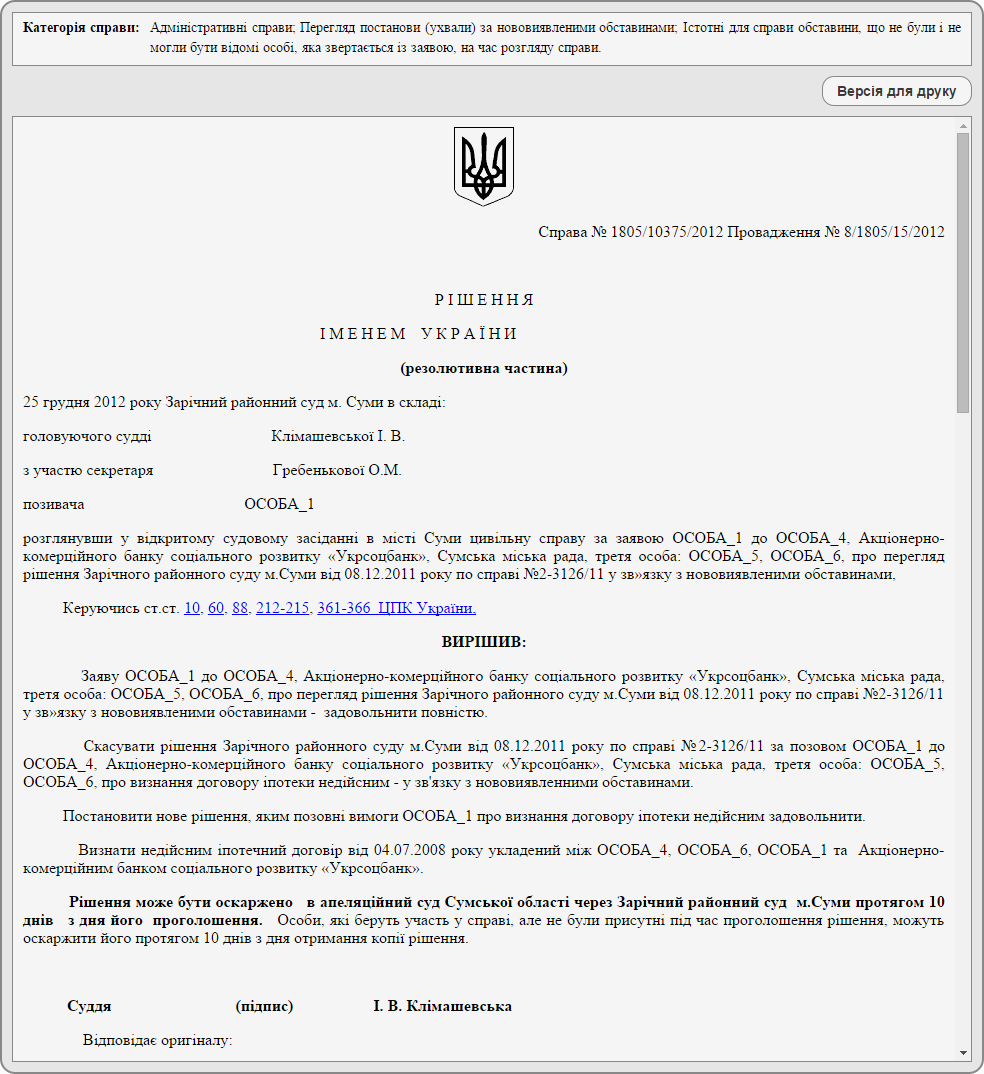 Категорія справи: Адміністративні справи; Перегляд постанови (ухвали) за нововиявленими обставинами; Істотні для справи обставини, що не були і не
могли бути відомі особі, яка звертається із заявою, на час розгляду справи.
Версія для друку
Справа № 1805/10375/2012 Провадження № 8/1805/15/2012
Р І Ш Е Н Н Я
І М Е Н Е М   У К Р А Ї Н И
(резолютивна частина)
25 грудня 2012 року Зарічний районний суд м. Суми в складі:
головуючого судді Клімашевської І. В.
з участю секретаря Гребенькової О.М.
позивача ОСОБА_1
розглянувши у відкритому судовому засіданні в місті Суми цивільну справу за заявою ОСОБА_1 до ОСОБА_4, Акціонерно-
комерційного банку соціального розвитку «Укрсоцбанк», Сумська міська рада, третя особа: ОСОБА_5, ОСОБА_6, про перегляд
рішення Зарічного районного суду м.Суми від 08.12.2011 року по справі №2-3126/11 у зв»язку з нововиявленими обставинами,
Керуючись ст.ст. 10, 60, 88, 212-215, 361-366  ЦПК України.
ВИРІШИВ:
Заяву ОСОБА_1 до ОСОБА_4, Акціонерно-комерційного банку соціального розвитку «Укрсоцбанк», Сумська міська рада,
третя особа: ОСОБА_5, ОСОБА_6, про перегляд рішення Зарічного районного суду м.Суми від 08.12.2011 року по справі №2-3126/11
у зв»язку з нововиявленими обставинами -  задовольнити повністю.
Скасувати рішення Зарічного районного суду м.Суми від 08.12.2011 року по справі №2-3126/11 за позовом ОСОБА_1 до
ОСОБА_4, Акціонерно-комерційного банку соціального розвитку «Укрсоцбанк», Сумська міська рада, третя особа: ОСОБА_5,
ОСОБА_6, про визнання договору іпотеки недійсним - у зв'язку з нововиявленними обставинами.
Постановити нове рішення, яким позовні вимоги ОСОБА_1 про визнання договору іпотеки недійсним задовольнити.
Визнати недійсним іпотечний договір від 04.07.2008 року укладений між ОСОБА_4, ОСОБА_6, ОСОБА_1 та  Акціонерно-
комерційним банком соціального розвитку «Укрсоцбанк».
Рішення може бути оскаржено  в апеляційний суд Сумської області через Зарічний районний суд  м.Суми протягом 10
днів  з дня його  проголошення.  Особи, які беруть участь у справі, але не були присутні під час проголошення рішення, можуть
оскаржити його протягом 10 днів з дня отримання копії рішення.
Суддя (підпис) І. В. Клімашевська
Відповідає оригіналу: